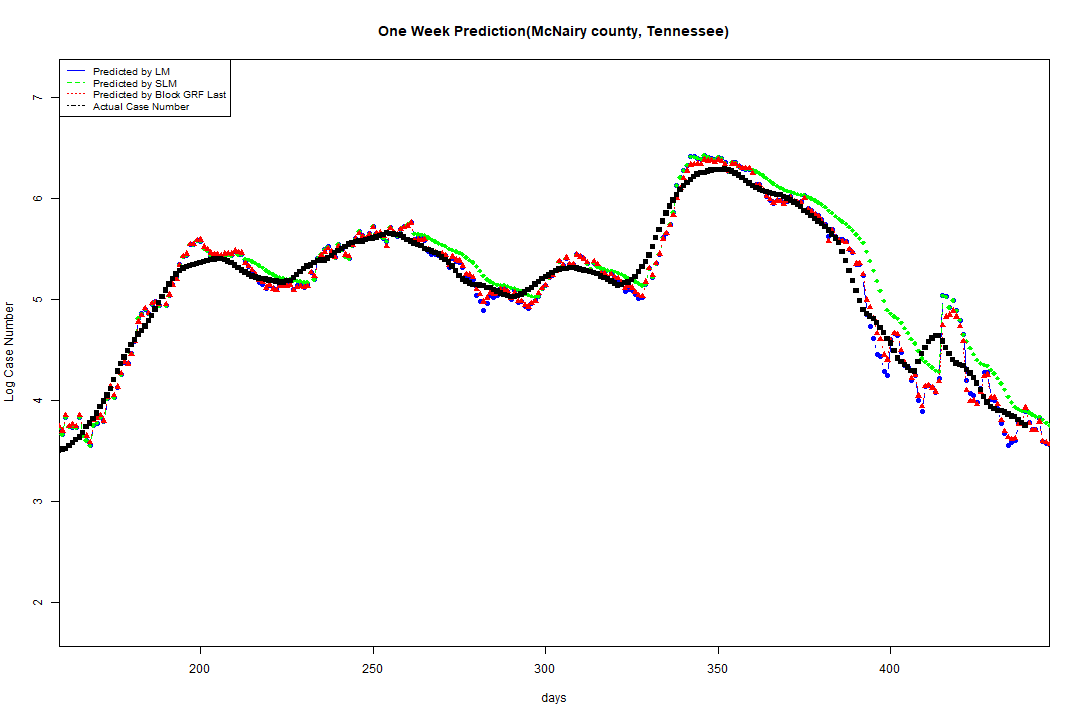 One Week Prediction(McNairy county, Tennessee)
Predicted by LM
Predicted by SLM
Predicted by Block GRF Last
Actual Case Number
7
6
5
4
3
2
Log Case Number
200 250 300 350 400
days